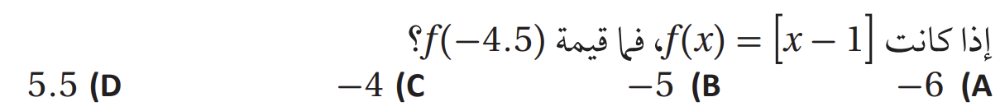 إذا كانت f(x) = [x − 1]، فما قيمة f(−4.5)؟
A) −6 B) −5 C) −4 D) 5.5